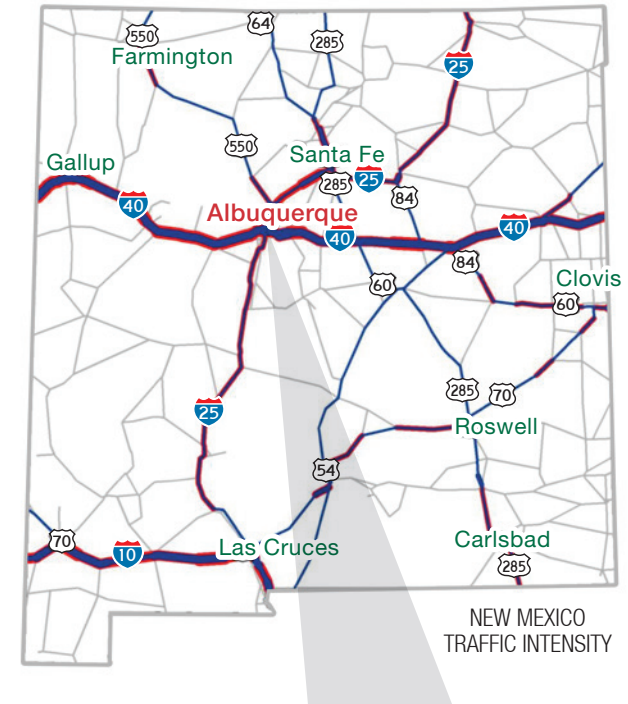 550
64
285
25
Farmington
550
Gallup
Santa Fe
285
25
84
40
Albuquerque
40
40
84
60
Clovis
60
25
285
70
Roswell
54
70
10
Las Cruces
Carlsbad
285
NEW MEXICO
TRAFFIC INTENSITY